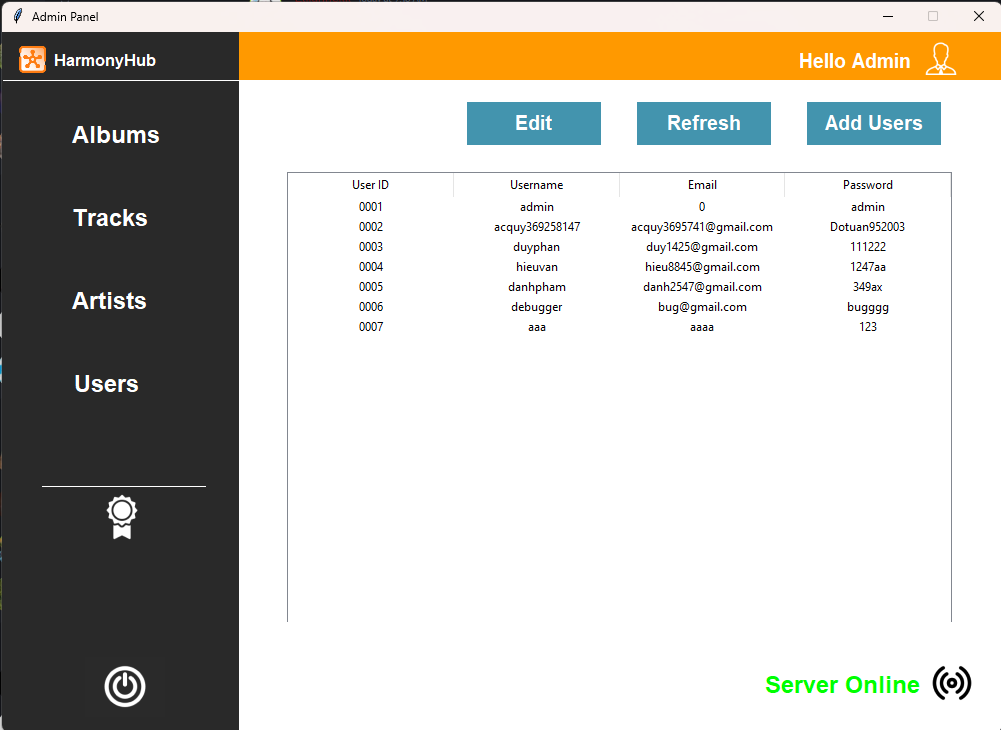 Admin Panel
HarmonyHub
Hello Admin
Albums
Tracks
Artists
Users
Edit Refresh Add Users
User ID Username Email Password
0001 admin 0 admin
0002 acquy369258147 acquy3695741@gmail.com Dotuan952003
0003 duyphan duy1425@gmail.com 111222
0004 hieuvan hieu8845@gmail.com 1247aa
0005 danhpham danh2547@gmail.com 349ax
0006 debugger bug@gmail.com bugggg
0007 aaa aaaa 123
Server Online